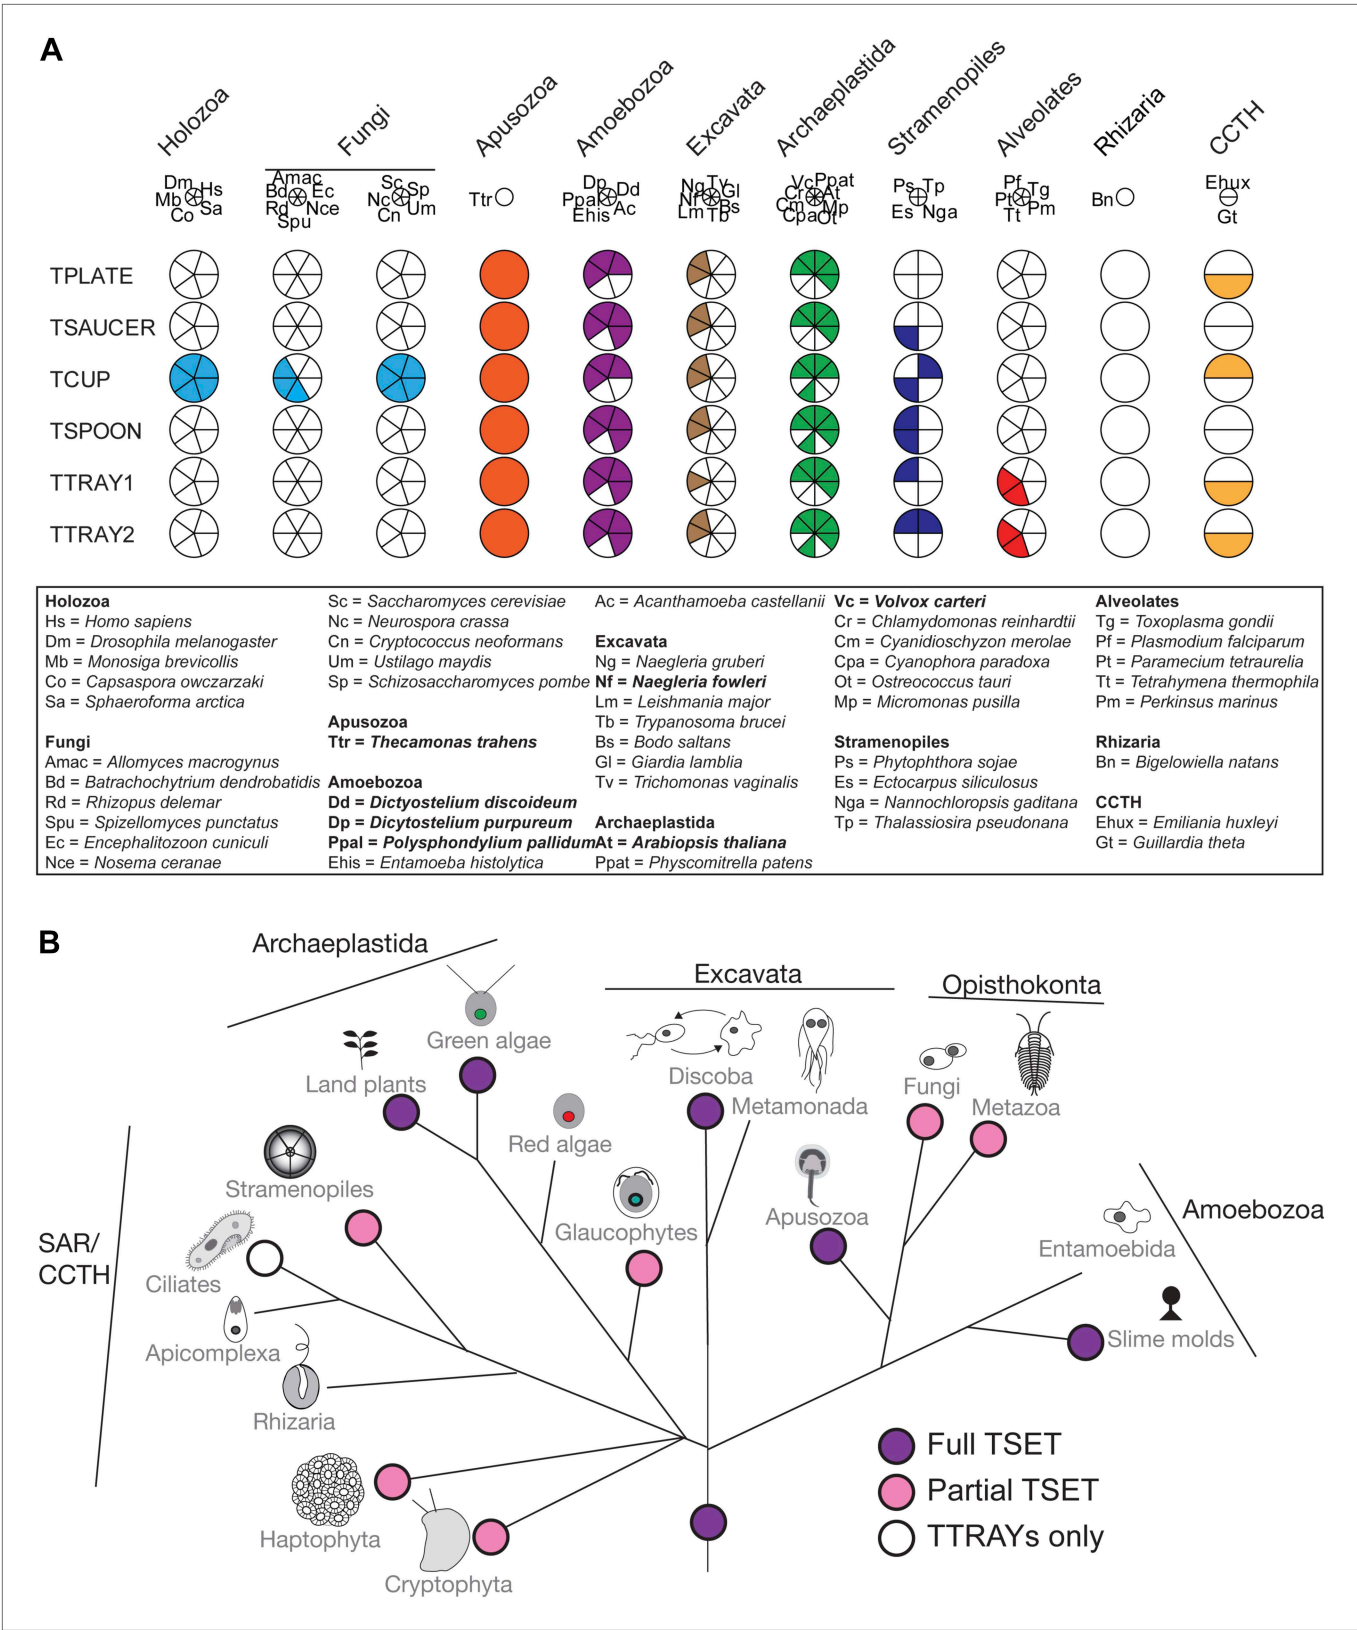 A
Holozoa
Fungi
Apusozoa
Amoebozoa
Excavata
Archaeplastida
Stramenopiles
Alveolates
Rhizaria
CCTH
Dm Hs Mb Sa Co
Amac Bd Ec Rd Nce Spu
Sc Sp Nc Um Cn
Ttr
Dp Dd Ppal Ac Ehis
Ng Tv Gl Nf Bs Lm Tb
Vc Ppat Cr At Cm Mp Cpa Ot
Ps Tp Es Nga
Pf Tg Pt Pm Tt
Bn
Ehux Gt
TPLATE
TSAUCER
TCUP
TSPOON
TTRAY1
TTRAY2
Holozoa
Hs = Homo sapiens
Dm = Drosophila melanogaster
Mb = Monosiga brevicollis
Co = Capsaspora owczarzaki
Sa = Sphaeroforma arctica
Fungi
Amac = Allomyces macrogynus
Bd = Batrachochytrium dendrobatidis
Rd = Rhizopus delemar
Spu = Spizellomyces punctatus
Ec = Encephalitozoon cuniculi
Nce = Nosema ceranae
Sc = Saccharomyces cerevisiae
Nc = Neurospora crassa
Cn = Cryptococcus neoformans
Um = Ustilago maydis
Sp = Schizosaccharomyces pombe
Apusozoa
Ttr = Thecamonas trahens
Amoebozoa
Dd = Dictyostelium discoideum
Dp = Dicytostelium purpureum
Ppal = Polysphondylium pallidum
Ehis = Entamoeba histolytica
Ac = Acanthamoeba castellanii
Excavata
Ng = Naegleria gruberi
Nf = Naegleria fowleri
Lm = Leishmania major
Tb = Trypanosoma brucei
Bs = Bodo saltans
Gl = Giardia lamblia
Tv = Trichomonas vaginalis
Archaeplastida
At = Arabiopsis thaliana
Ppat = Physcomitrella patens
Vc = Volvox carteri
Cr = Chlamydomonas reinhardtii
Cm = Cyanidioschyzon merolae
Cpa = Cyanophora paradoxa
Ot = Ostreococcus tauri
Mp = Micromonas pusilla
Stramenopiles
Ps = Phytophthora sojae
Es = Ectocarpus siliculosus
Nga = Nannochloropsis gaditana
Tp = Thalassiosira pseudonana
Alveolates
Tg = Toxoplasma gondii
Pf = Plasmodium falciparum
Pt = Paramecium tetraurelia
Tt = Tetrahymena thermophila
Pm = Perkinsus marinus
Rhizaria
Bn = Bigelowiella natans
CCTH
Ehux = Emiliania huxleyi
Gt = Guillardia theta
B
Archaeplastida
Excavata
Opisthokonta
Green algae
Land plants
Red algae
Discoba
Metamonada
Fungi
Metazoa
Stramenopiles
Glaucophytes
Apusozoa
Amoebozoa
Entamoebida
SAR/
CCTH
Ciliates
Apicomplexa
Slime molds
Rhizaria
Haptophyta
Cryptophyta
Full TSET
Partial TSET
TTRAYs only